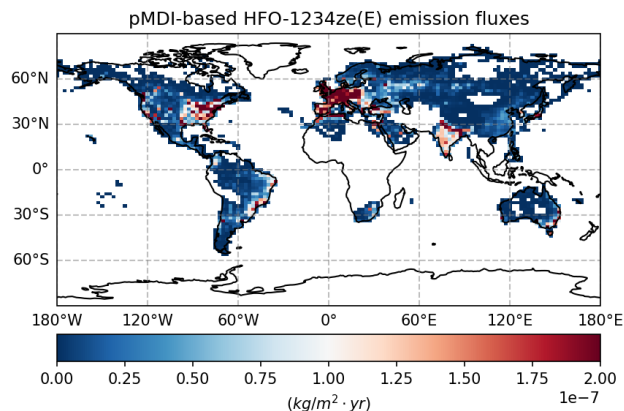 pMDI-based HFO-1234ze(E) emission fluxes
60°N
30°N
0°
30°S
60°S
180°W 120°W 60°W 0° 60°E 120°E 180°E
0.00 0.25 0.50 0.75 1.00 1.25 1.50 1.75 2.00
1e-7
(kg/m² · yr)